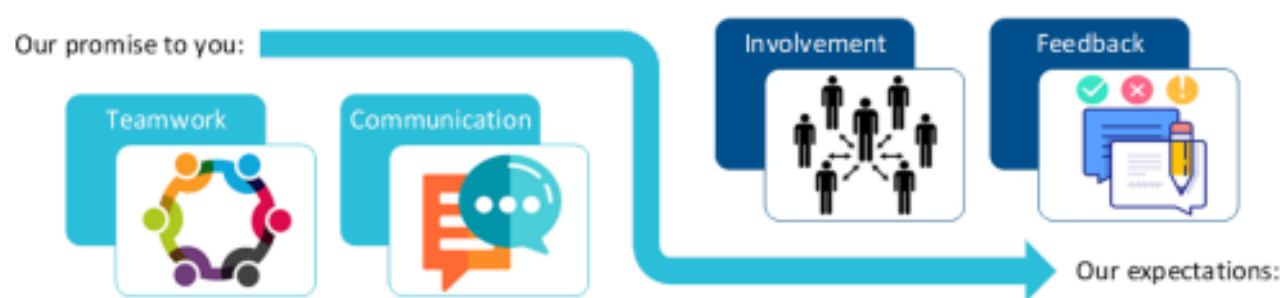 Our promise to you:
Teamwork
Communication
Involvement
Feedback
Our expectations: